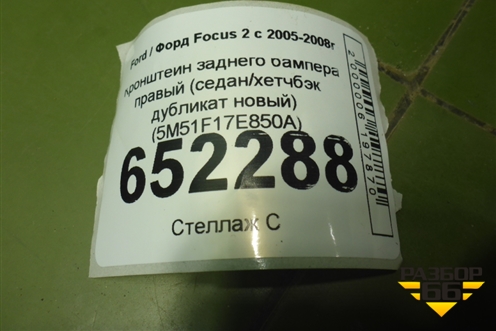 Ford / Форд Focus 2 с 2005-2008г
Кронштейн заднего бампера
правый (седан/хетчбэк
дубликат новый)
(5M51F17E850A)
652288
Стеллаж С
2000006197870
РАЗБОР
66